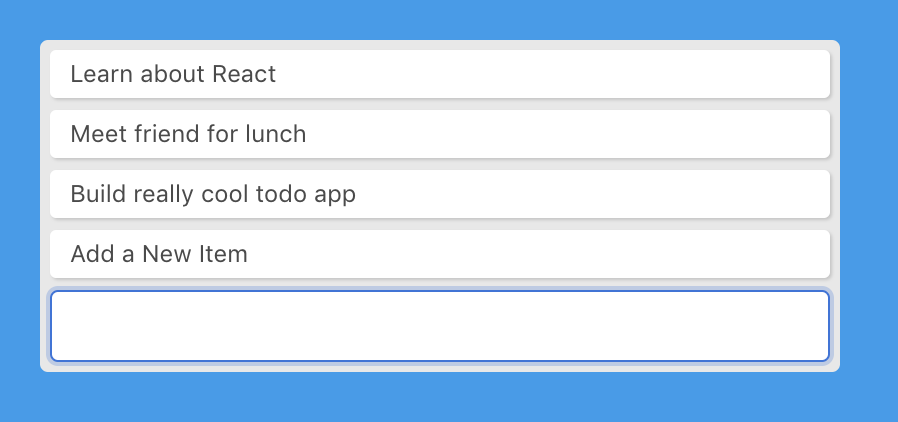 Learn about React
Meet friend for lunch
Build really cool todo app
Add a New Item